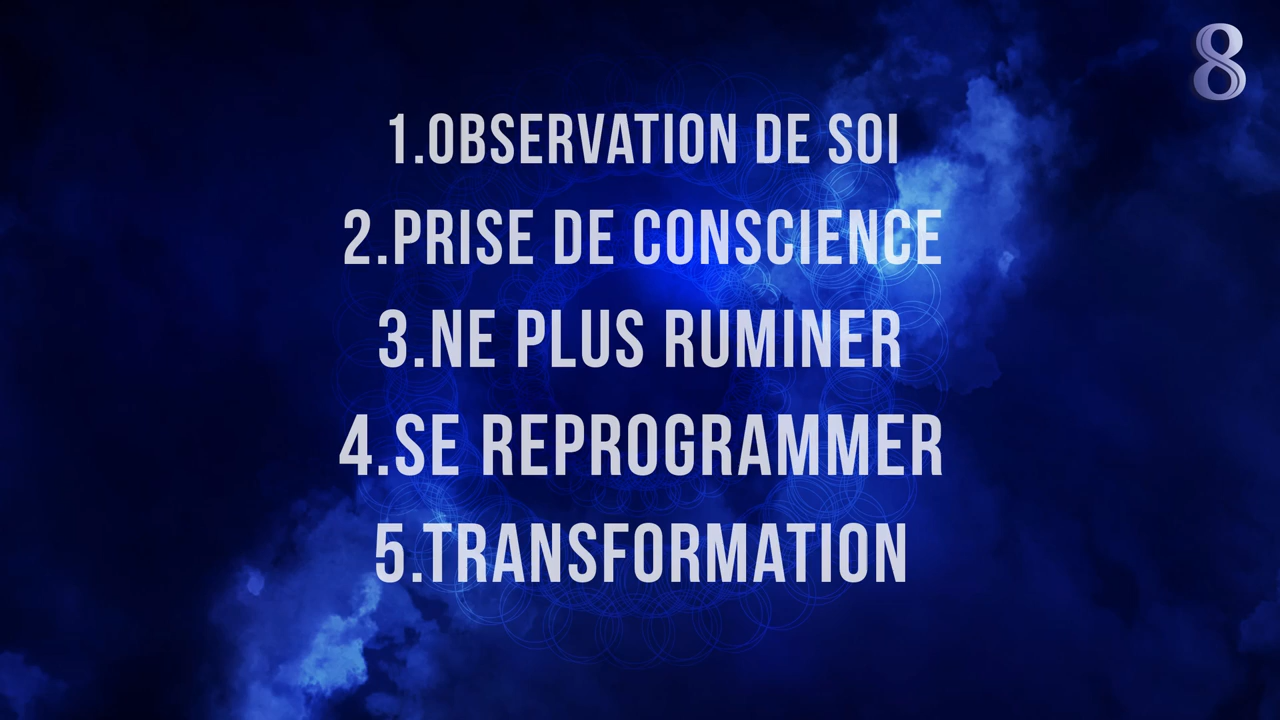 8
1.OBSERVATION DE SOI
2.PRISE DE CONSCIENCE
3.NE PLUS RUMINER
4.SE REPROGRAMMER
5.TRANSFORMATION